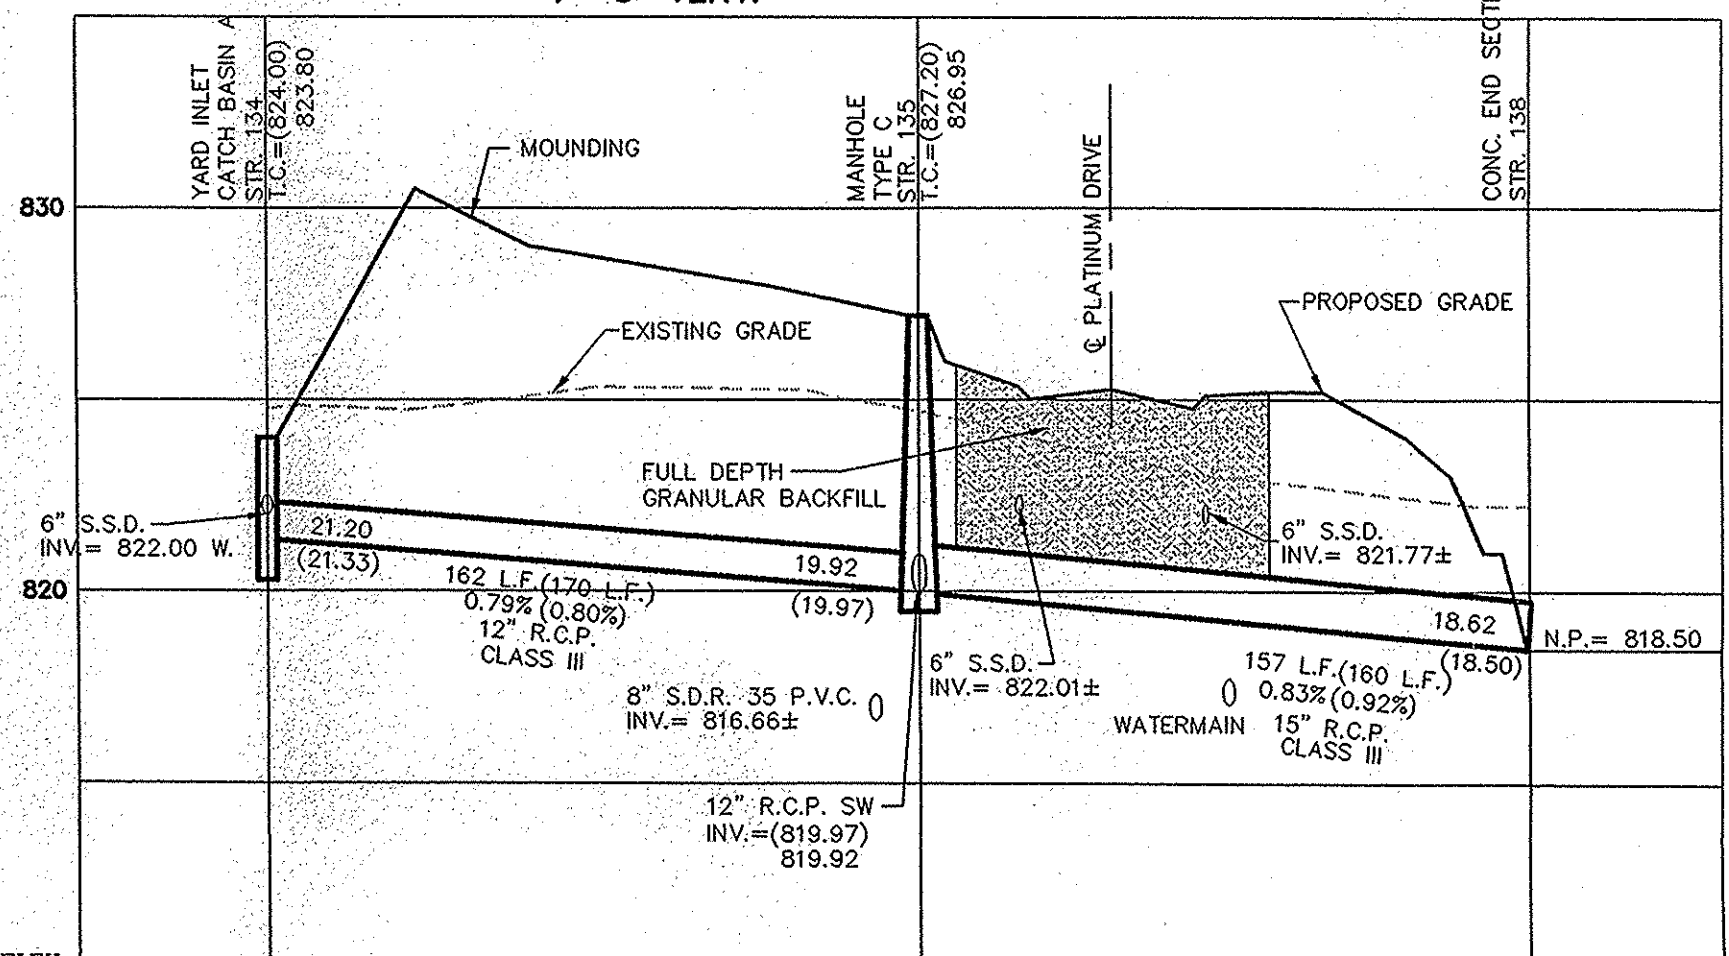 YARD INLET
CATCH BASIN A
STR. 134
T.C.=(824.00)
823.80
MANHOLE
TYPE C
STR. 135
T.C.=(827.20)
826.95
℄ PLATINUM DRIVE
CONC. END SECTI
STR. 138
MOUNDING
830
EXISTING GRADE
PROPOSED GRADE
FULL DEPTH
GRANULAR BACKFILL
6" S.S.D.
INV.= 822.00 W.
21.20
(21.33)
19.92
(19.97)
6" S.S.D.
INV.= 821.77±
820
162 L.F.(170 L.F.)
0.79% (0.80%)
12" R.C.P.
CLASS III
18.62
(18.50)
N.P.= 818.50
6" S.S.D.
INV.= 822.01±
157 L.F.(160 L.F.)
0.83%(0.92%)
15" R.C.P.
CLASS III
8" S.D.R. 35 P.V.C.
INV.= 816.66±
WATERMAIN
12" R.C.P. SW
INV.=(819.97)
819.92